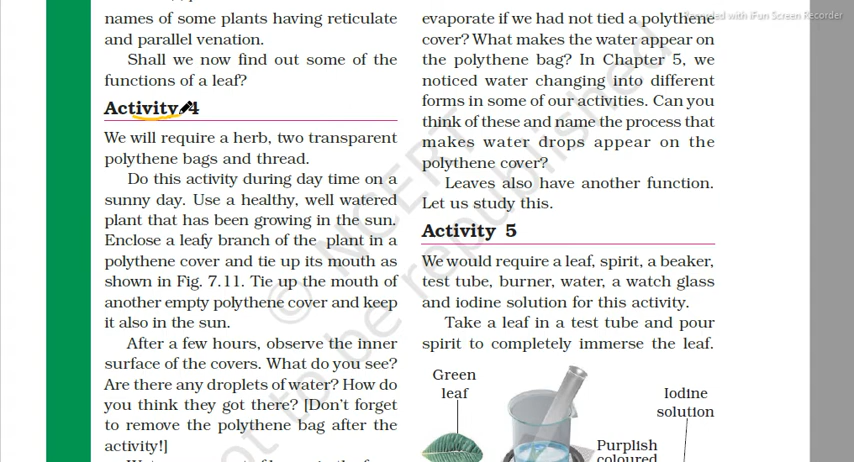 names of some plants having reticulate
and parallel venation.
Shall we now find out some of the
functions of a leaf?
Activity 4
We will require a herb, two transparent
polythene bags and thread.
Do this activity during day time on a
sunny day. Use a healthy, well watered
plant that has been growing in the sun.
Enclose a leafy branch of the plant in a
polythene cover and tie up its mouth as
shown in Fig. 7.11. Tie up the mouth of
another empty polythene cover and keep
it also in the sun.
After a few hours, observe the inner
surface of the covers. What do you see?
Are there any droplets of water? How do
you think they got there? [Don't forget
to remove the polythene bag after the
activity!]
evaporate if we had not tied a polythene
cover? What makes the water appear on
the polythene bag? In Chapter 5, we
noticed water changing into different
forms in some of our activities. Can you
think of these and name the process that
makes water drops appear on the
polythene cover?
Leaves also have another function.
Let us study this.
Activity 5
We would require a leaf, spirit, a beaker,
test tube, burner, water, a watch glass
and iodine solution for this activity.
Take a leaf in a test tube and pour
spirit to completely immerse the leaf.
Green
leaf
Iodine
solution
Purplish
coloured
© NCERT
not to be republished
Recorded with iFun Screen Recorder